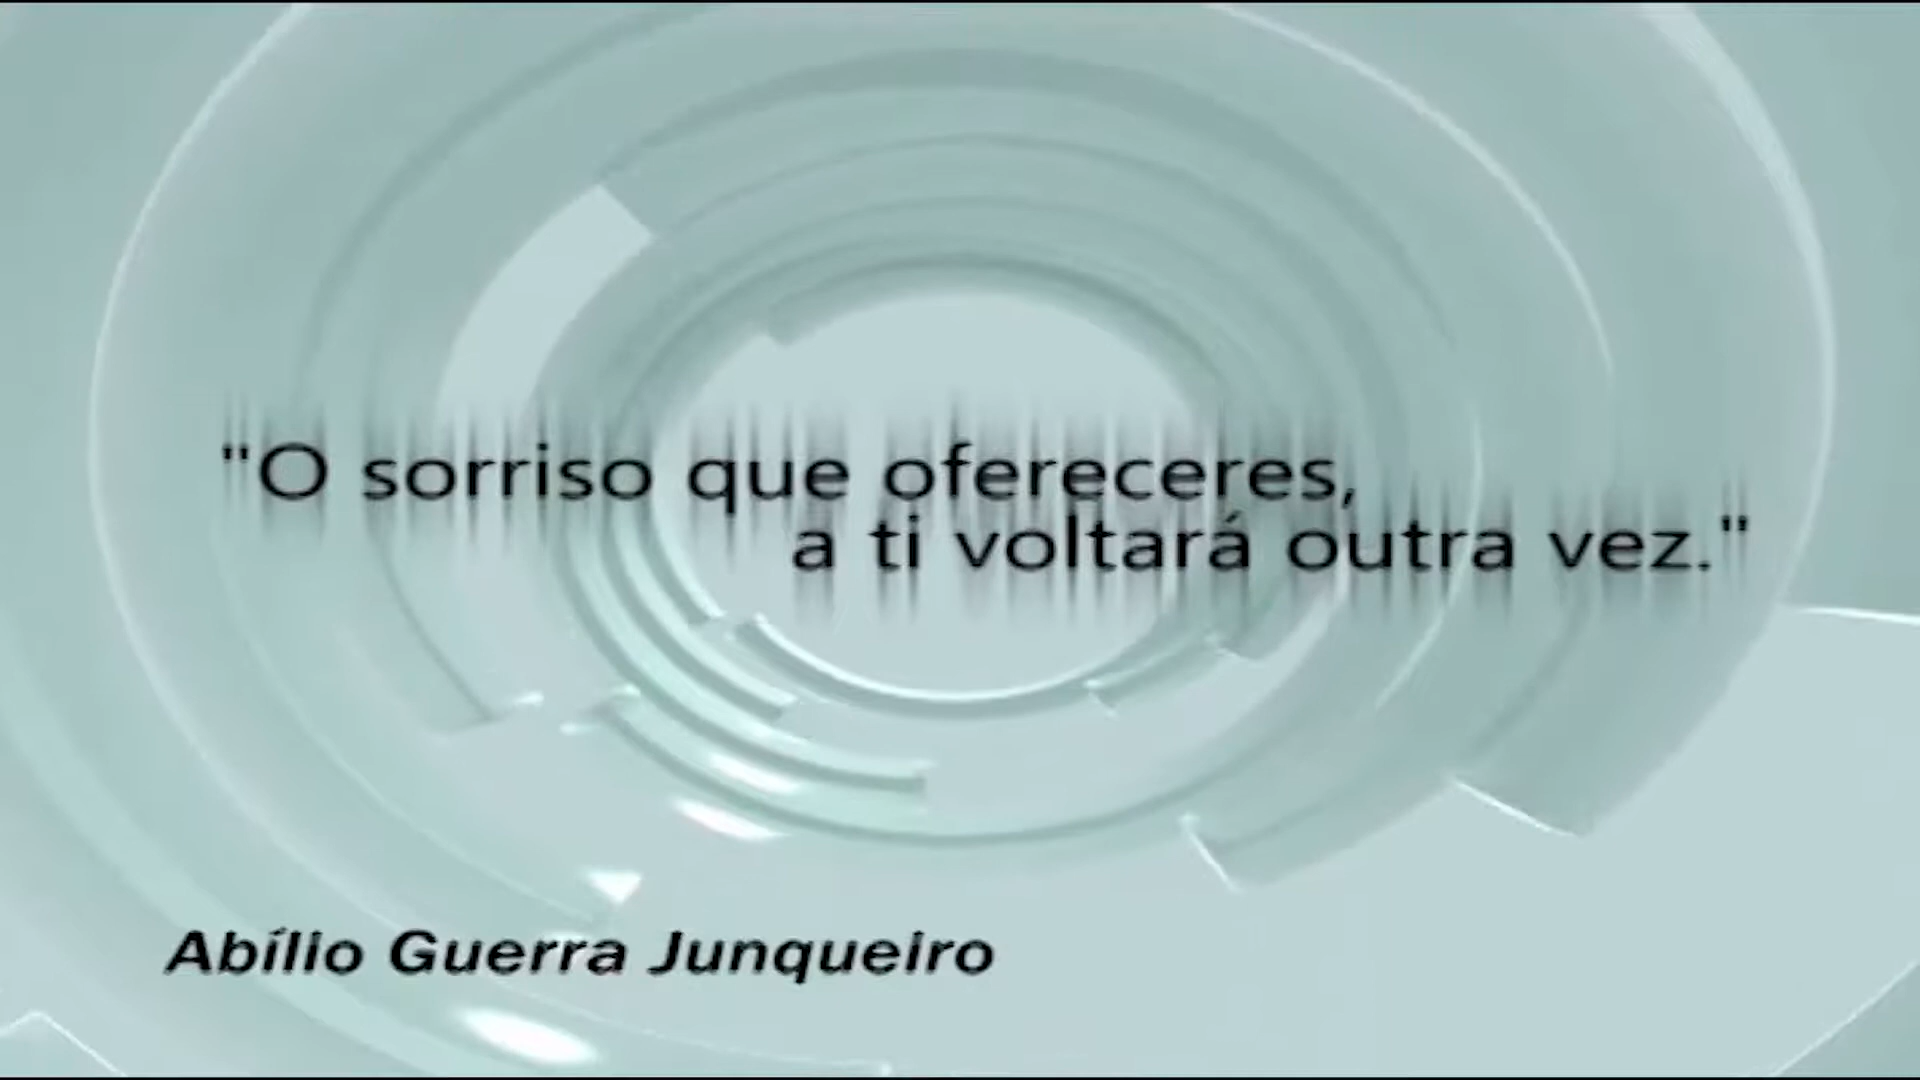 "O sorriso que ofereceres,
a ti voltará outra vez."
Abílio Guerra Junqueiro